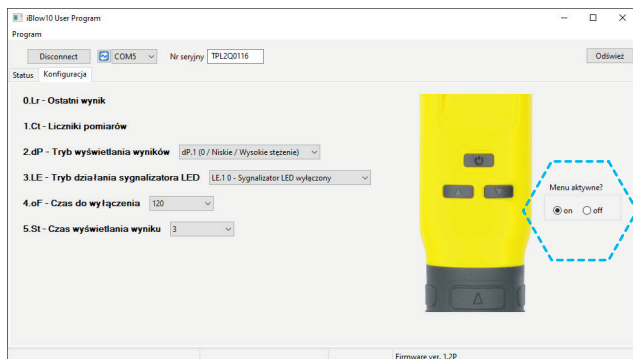 iBlow10 User Program
Program
Disconnect COM5 Nr seryjny TPL2Q0116 Odśwież
Status Konfiguracja
0.Lr - Ostatni wynik
1.Ct - Liczniki pomiarów
2.dP - Tryb wyświetlania wyników dP.1 (0 / Niskie / Wysokie stężenie)
3.LE - Tryb działania sygnalizatora LED LE.1 0 - Sygnalizator LED wyłączony
4.oF - Czas do wyłączenia 120
5.St - Czas wyświetlania wyniku 3
Menu aktywne?
on off
Firmware ver. 1.2P